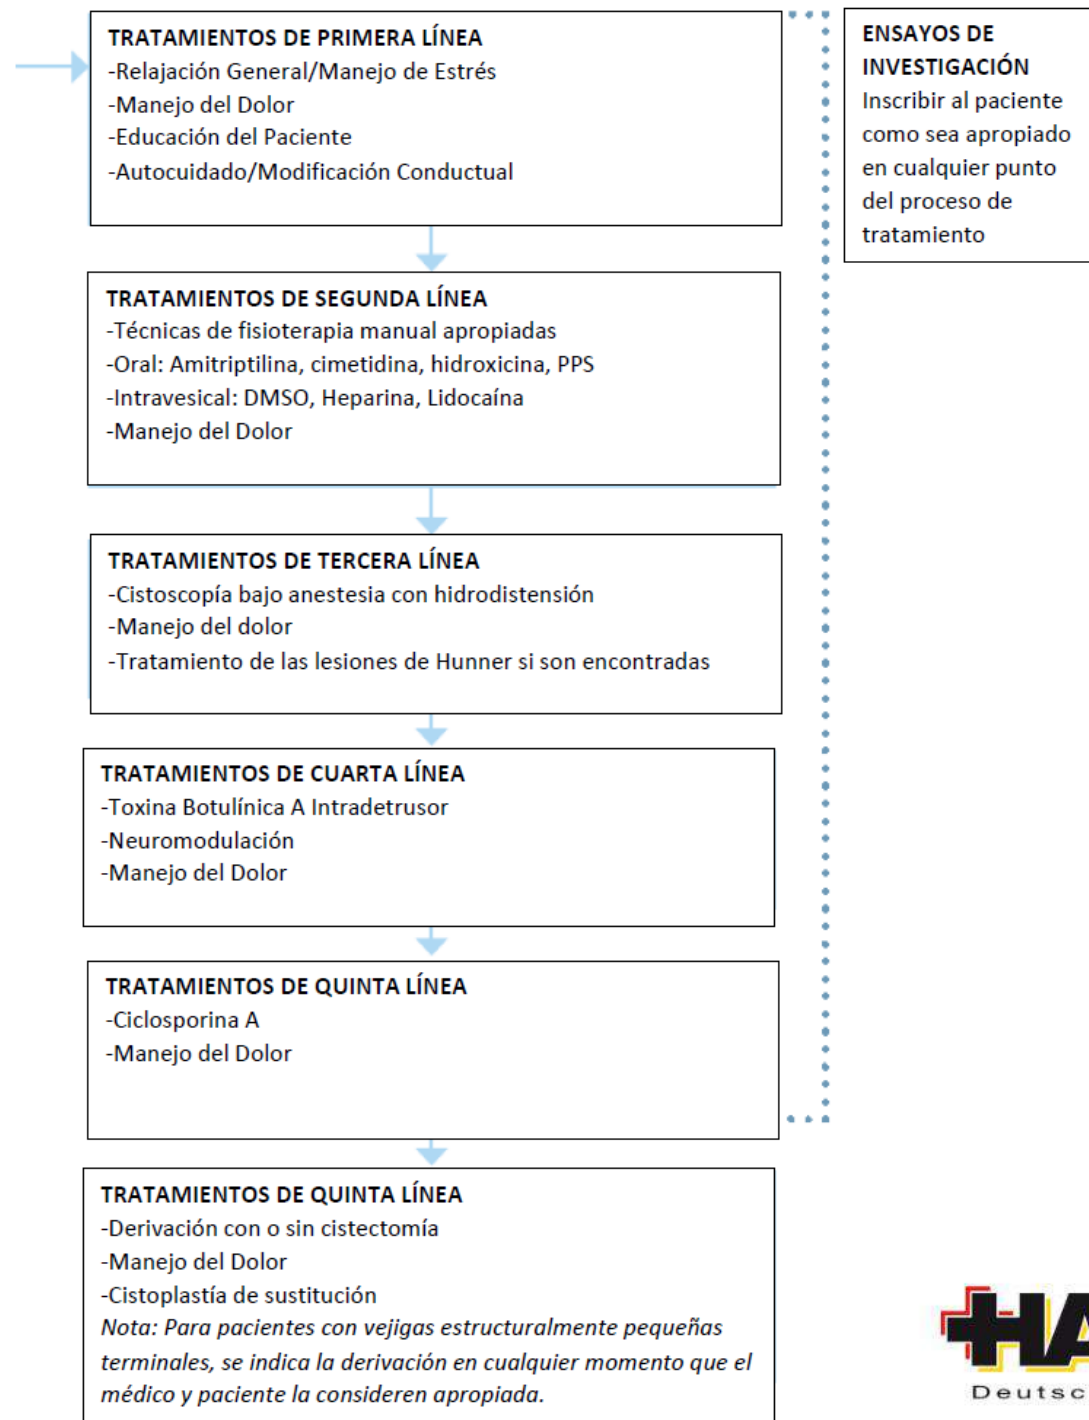 TRATAMIENTOS DE PRIMERA LÍNEA
-Relajación General/Manejo de Estrés
-Manejo del Dolor
-Educación del Paciente
-Autocuidado/Modificación Conductual
ENSAYOS DE
INVESTIGACIÓN
Inscribir al paciente
como sea apropiado
en cualquier punto
del proceso de
tratamiento
TRATAMIENTOS DE SEGUNDA LÍNEA
-Técnicas de fisioterapia manual apropiadas
-Oral: Amitriptilina, cimetidina, hidroxicina, PPS
-Intravesical: DMSO, Heparina, Lidocaína
-Manejo del Dolor
TRATAMIENTOS DE TERCERA LÍNEA
-Cistoscopía bajo anestesia con hidrodistensión
-Manejo del dolor
-Tratamiento de las lesiones de Hunner si son encontradas
TRATAMIENTOS DE CUARTA LÍNEA
-Toxina Botulínica A Intradetrusor
-Neuromodulación
-Manejo del Dolor
TRATAMIENTOS DE QUINTA LÍNEA
-Ciclosporina A
-Manejo del Dolor
TRATAMIENTOS DE QUINTA LÍNEA
-Derivación con o sin cistectomía
-Manejo del Dolor
-Cistoplastía de sustitución
Nota: Para pacientes con vejigas estructuralmente pequeñas
terminales, se indica la derivación en cualquier momento que el
médico y paciente la consideren apropiada.
HA
Deutsc